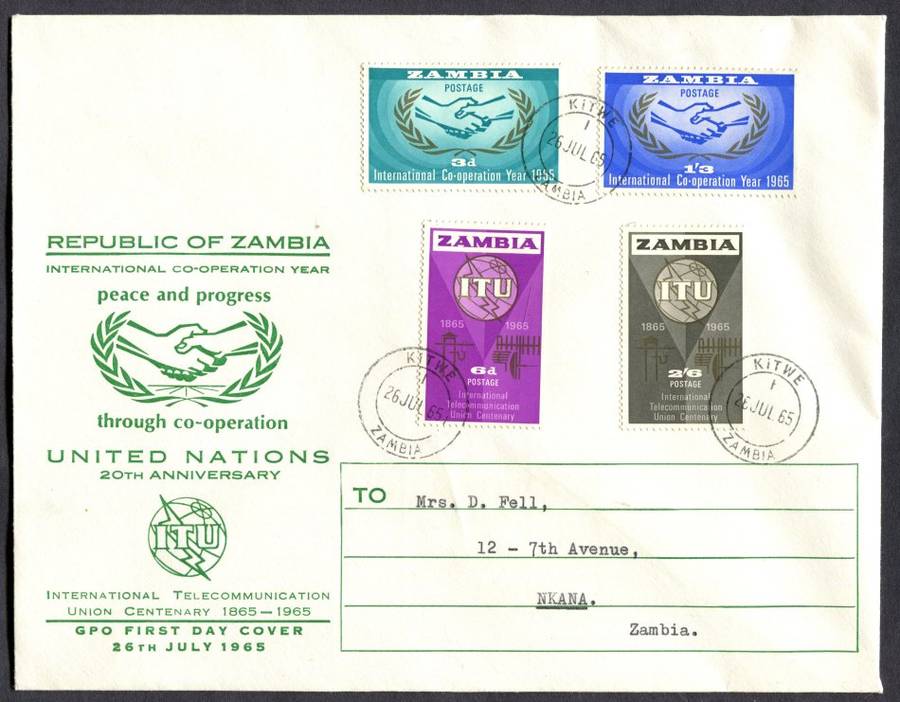 ZAMBIA
POSTAGE
3d
International Co-operation Year 1965
ZAMBIA
POSTAGE
1'3
International Co-operation Year 1965
KITWE
1
26 JUL 65
ZAMBIA
REPUBLIC OF ZAMBIA
INTERNATIONAL CO-OPERATION YEAR
peace and progress
through co-operation
UNITED NATIONS
20TH ANNIVERSARY
ITU
INTERNATIONAL TELECOMMUNICATION
UNION CENTENARY 1865-1965
GPO FIRST DAY COVER
26TH JULY 1965
ZAMBIA
ITU
1865 1965
6d
POSTAGE
International
Telecommunication
Union Centenary
KITWE
1
26 JUL 65
ZAMBIA
ZAMBIA
ITU
1865 1965
2/6
POSTAGE
International
Telecommunication
Union Centenary
KITWE
1
26 JUL 65
ZAMBIA
TO
Mrs. D. Fell,
12 - 7th Avenue,
NKANA.
Zambia.